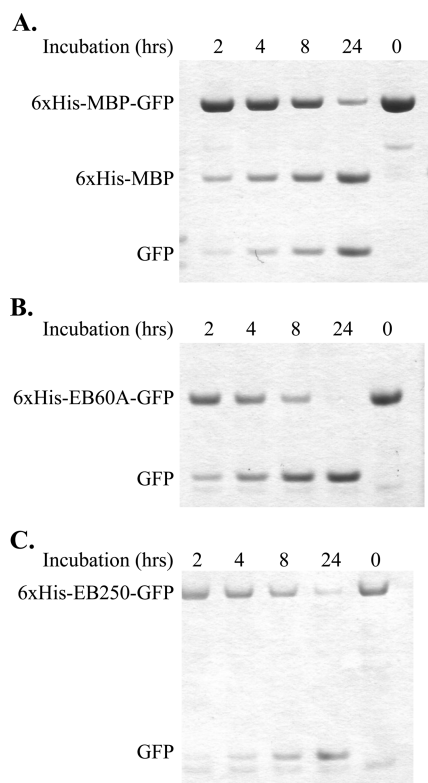 A.
Incubation (hrs) 2 4 8 24 0
6xHis-MBP-GFP
6xHis-MBP
GFP
B.
Incubation (hrs) 2 4 8 24 0
6xHis-EB60A-GFP
GFP
C.
Incubation (hrs) 2 4 8 24 0
6xHis-EB250-GFP
GFP